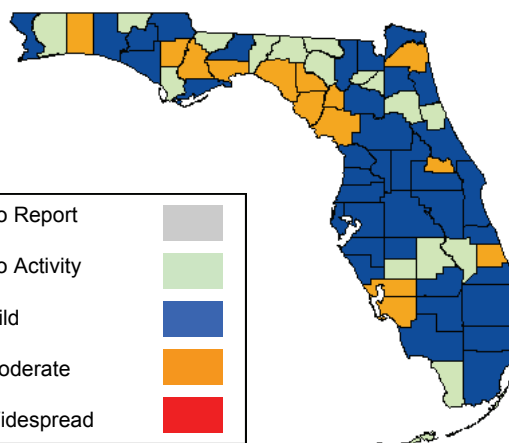 o Report
o Activity
ild
oderate
idespread